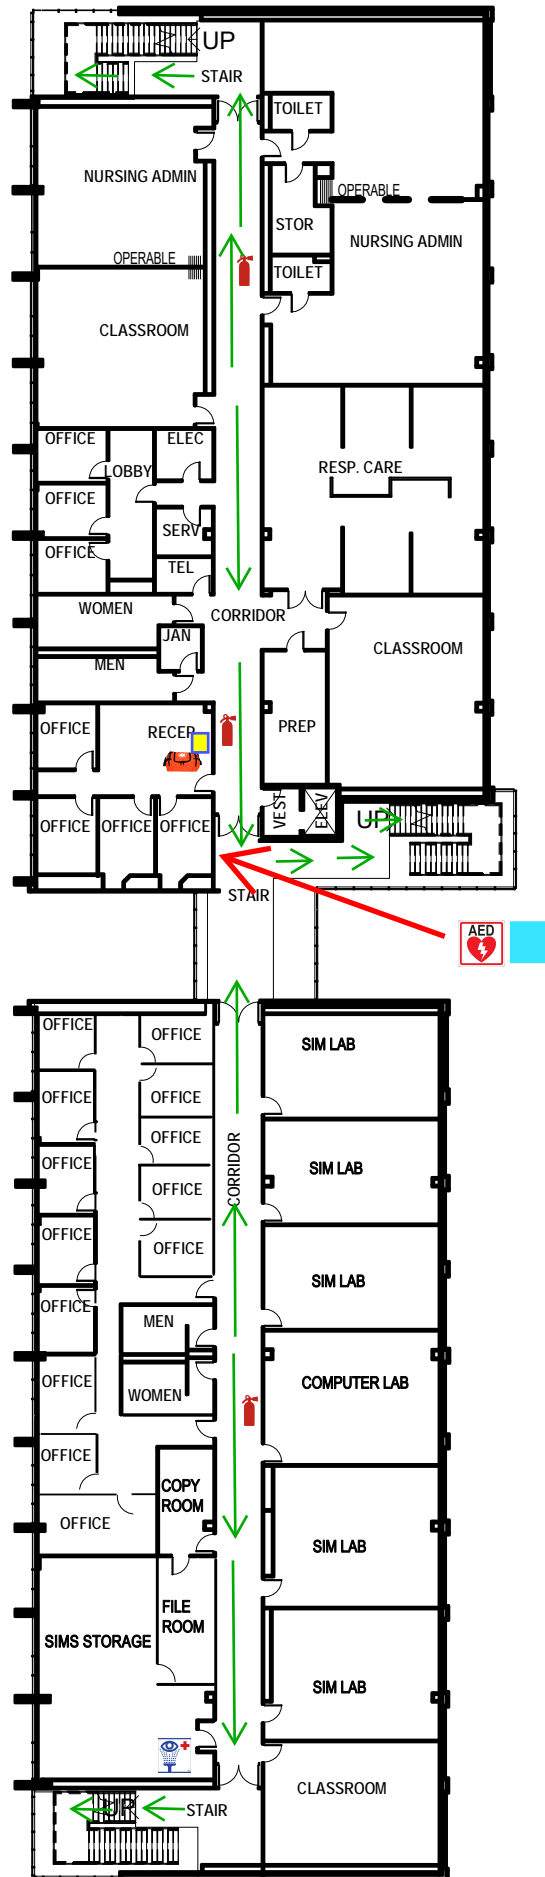 UP
STAIR
TOILET
NURSING ADMIN
OPERABLE
STOR
NURSING ADMIN
OPERABLE
TOILET
CLASSROOM
OFFICE
ELEC
LOBBY
RESP. CARE
OFFICE
SERV
OFFICE
TEL
WOMEN
CORRIDOR
JAN
MEN
CLASSROOM
OFFICE
RECEP
PREP
VEST
ELEV
UP
OFFICE
OFFICE
OFFICE
STAIR
AED
OFFICE
OFFICE
SIM LAB
OFFICE
OFFICE
OFFICE
CORRIDOR
OFFICE
SIM LAB
OFFICE
OFFICE
OFFICE
SIM LAB
OFFICE
MEN
OFFICE
COMPUTER LAB
WOMEN
OFFICE
COPY
ROOM
OFFICE
SIM LAB
FILE
ROOM
SIMS STORAGE
SIM LAB
CLASSROOM
UP
STAIR